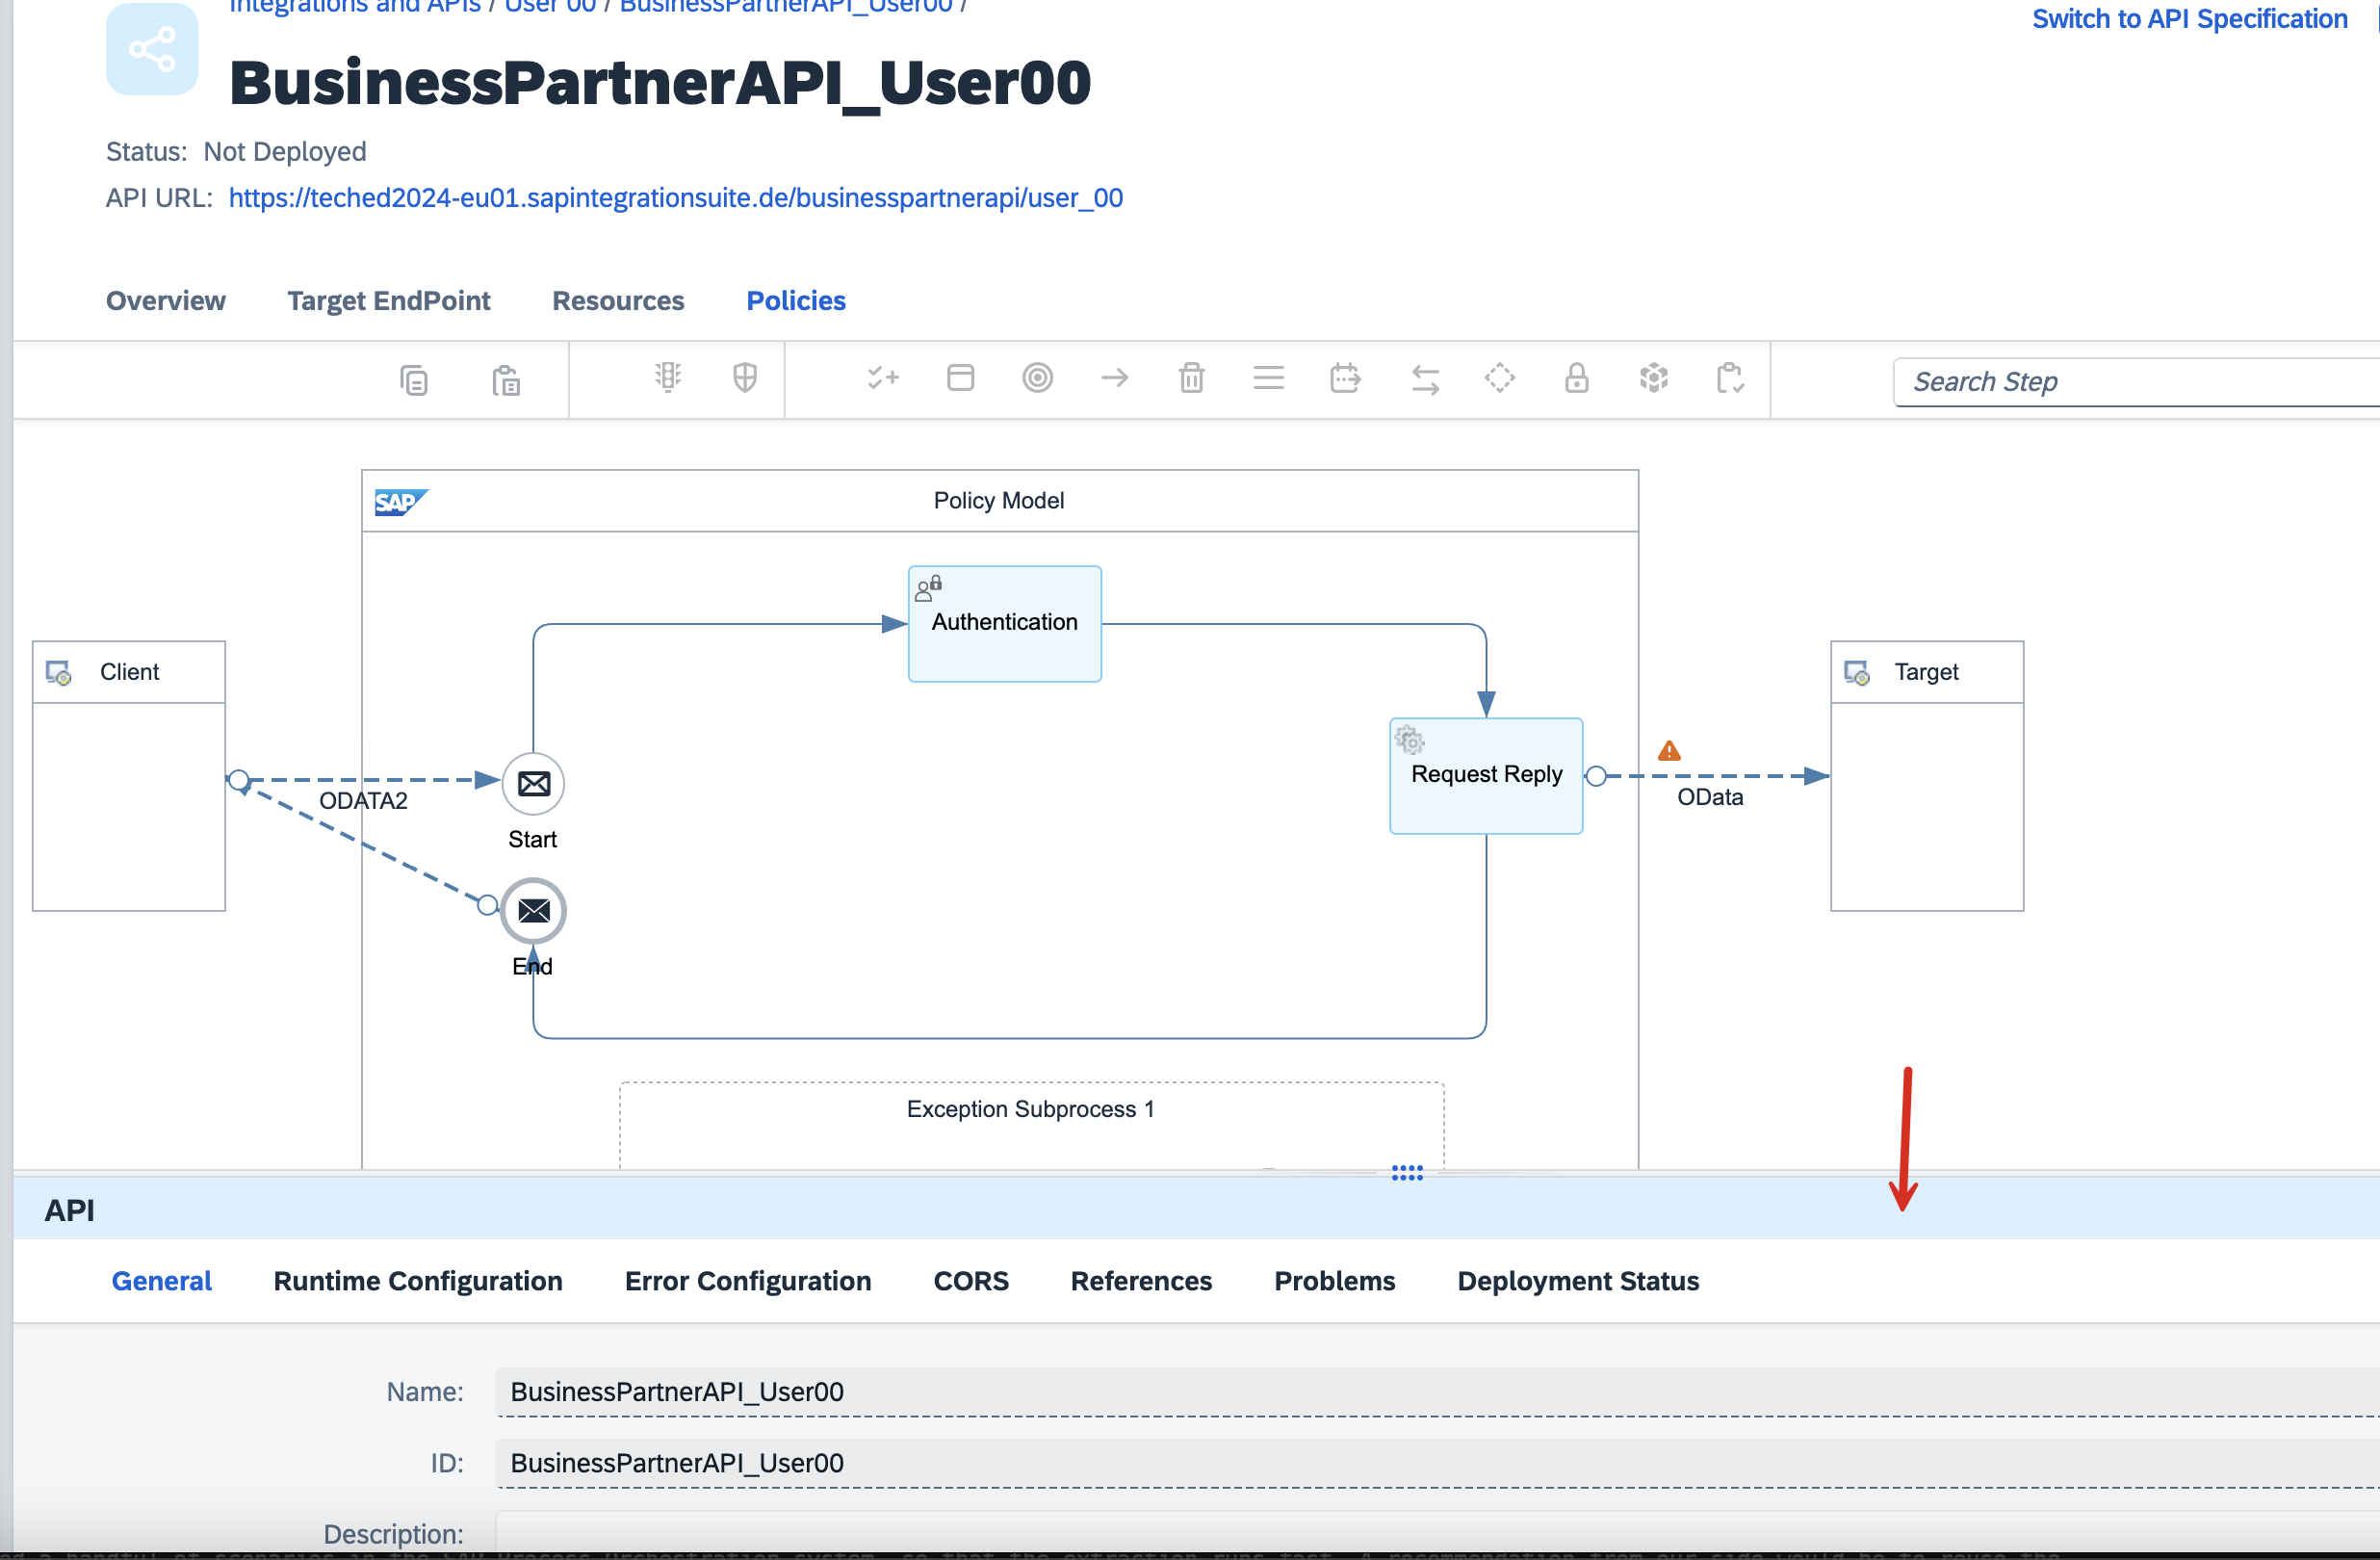 Integrations and APIs / User 00 / BusinessPartnerAPI_User00 /
Switch to API Specification
BusinessPartnerAPI_User00
Status: Not Deployed
API URL: https://teched2024-eu01.sapintegrationsuite.de/businesspartnerapi/user_00
Overview Target EndPoint Resources Policies
Search Step
SAP Policy Model
Authentication
Client
Target
Request Reply
ODATA2
OData
Start
End
Exception Subprocess 1
API
General Runtime Configuration Error Configuration CORS References Problems Deployment Status
Name: BusinessPartnerAPI_User00
ID: BusinessPartnerAPI_User00
Description: